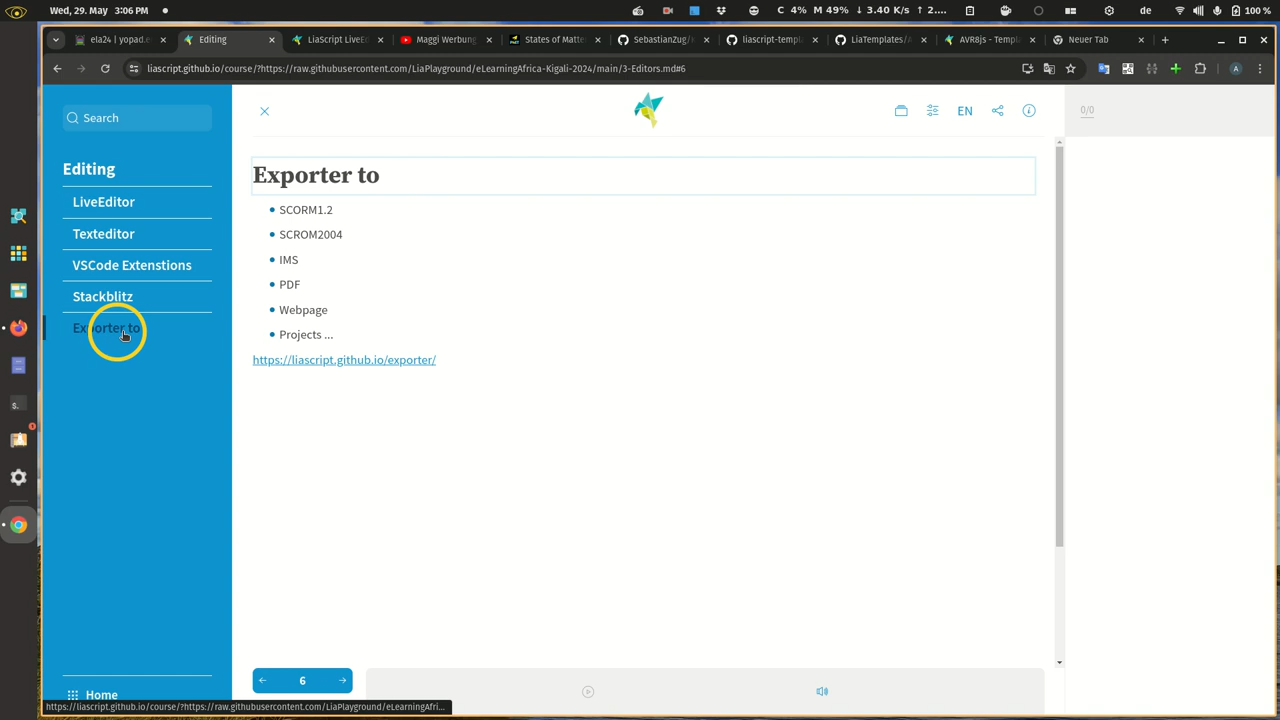 Wed, 29. May 3:06 PM
C 4% M 49% ↓ 3.40 K/s ↑ 2....
de
100 %
ela24 | yopad.e
Editing
LiaScript LiveEd
Maggi Werbung
States of Matte
SebastianZug/
liascript-templ
LiaTemplates/A
AVR8js - Templ
Neuer Tab
liascript.github.io/course/?https://raw.githubusercontent.com/LiaPlayground/eLearningAfrica-Kigali-2024/main/3-Editors.md#6
A
Search
EN
0/0
Editing
LiveEditor
Texteditor
VSCode Extenstions
Stackblitz
Exporter to
Exporter to
SCORM1.2
SCROM2004
IMS
PDF
Webpage
Projects ...
https://liascript.github.io/exporter/
← 6 →
Home
https://liascript.github.io/course/?https://raw.githubusercontent.com/LiaPlayground/eLearningAfri...